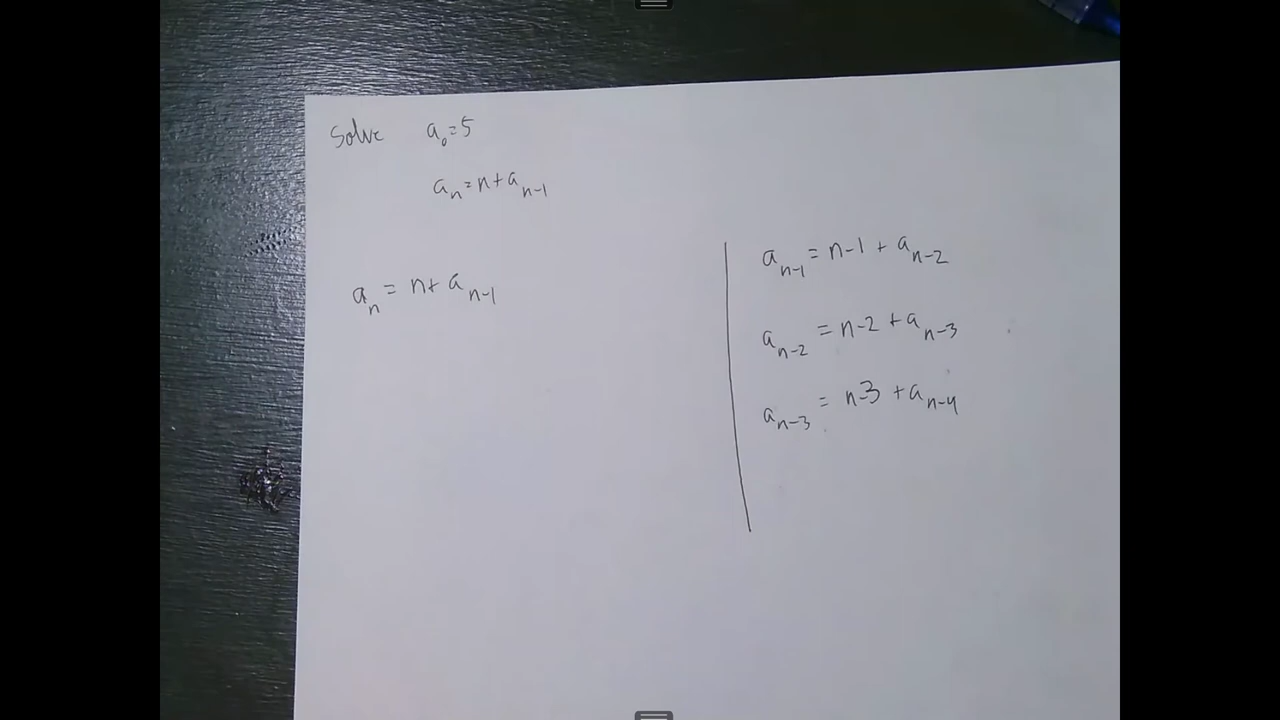 Solve a₀=5
aₙ=n+aₙ₋₁
aₙ = n+ aₙ₋₁
aₙ₋₁ = n-1 + aₙ₋₂
aₙ₋₂ = n-2 + aₙ₋₃
aₙ₋₃ = n-3 + aₙ₋₄